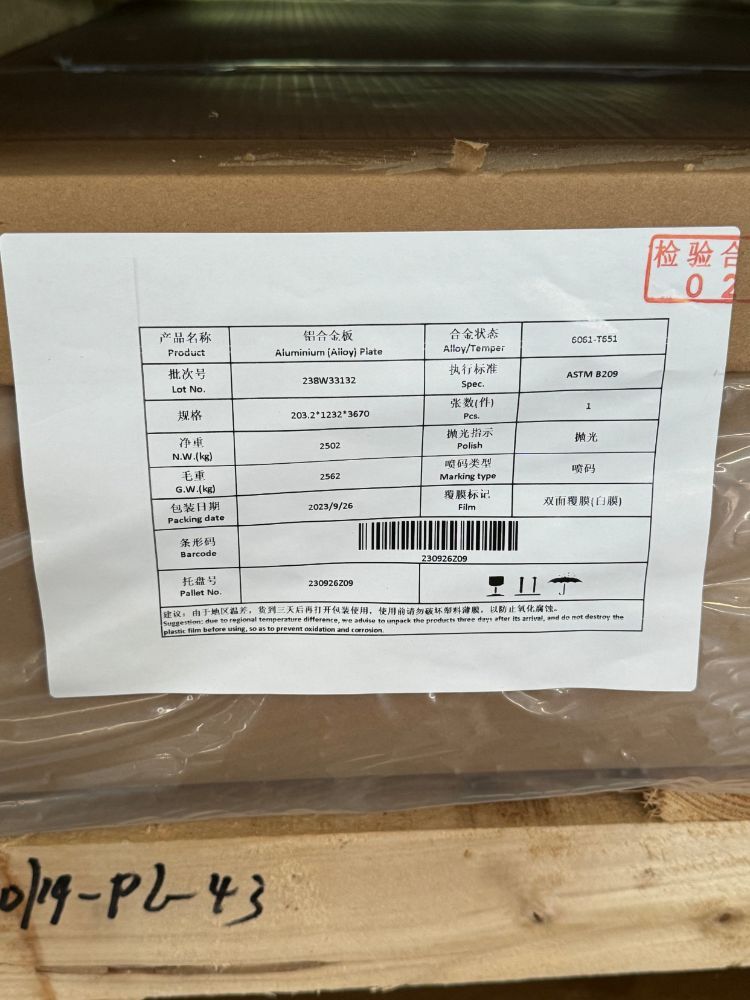 检验合
02
产品名称 铝合金板 合金状态 6061-T651
Product Aluminium (Alloy) Plate Alloy/Temper
批次号 238W33132 执行标准 ASTM B209
Lot No. Spec.
规格 203.2*1232*3670 张数(件) 1
Pcs.
净重 2502 抛光指示 抛光
N.W.(kg) Polish
毛重 2562 喷码类型 喷码
G.W.(kg) Marking type
包装日期 2023/9/26 覆膜标记 双面覆膜(白膜)
Packing date Film
条形码
Barcode 230926Z09
托盘号 230926Z09
Pallet No.
建议：由于地区温差，货到三天后再打开包装使用，使用前请勿破坏塑料薄膜，以防止氧化腐蚀。
Suggestion: due to regional temperature difference, we advise to unpack the products three days after its arrival, and do not destroy the
plastic film before using, so as to prevent oxidation and corrosion.
19-PL-43